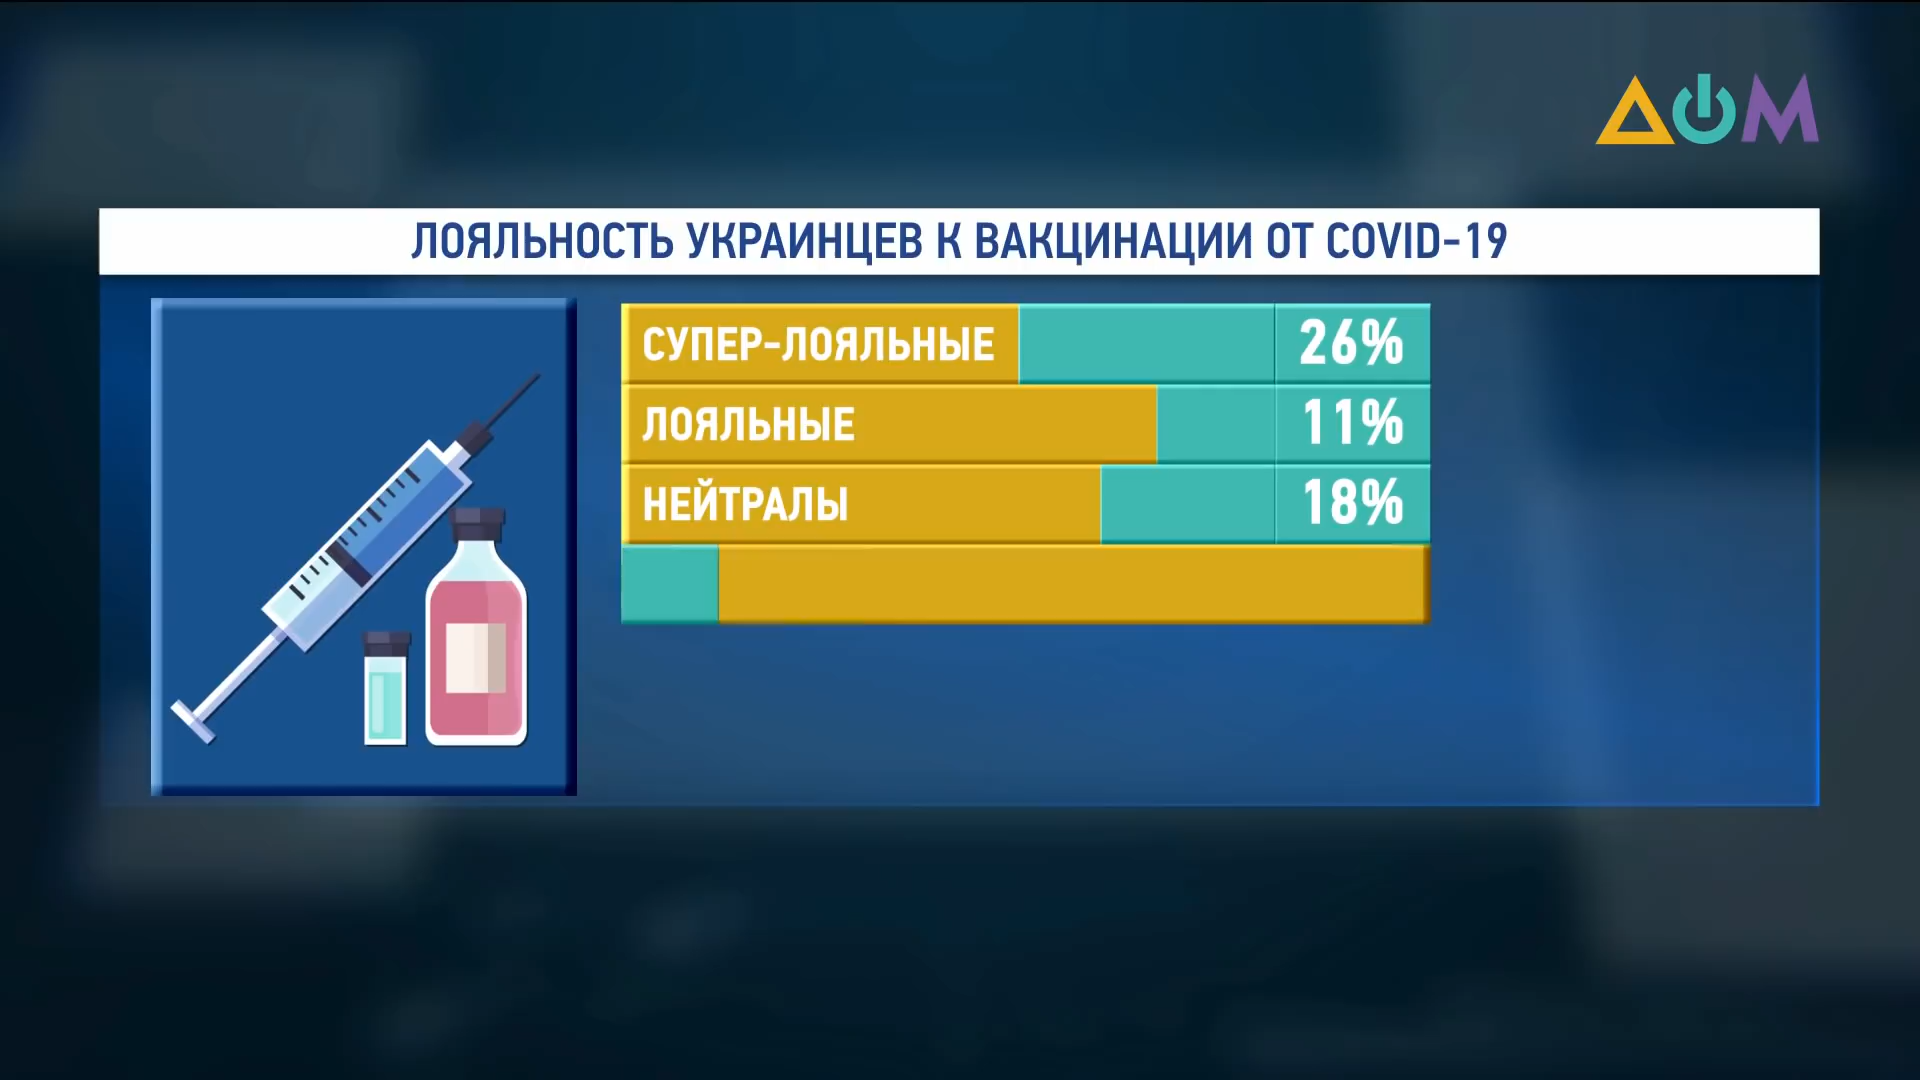 ДОМ
ЛОЯЛЬНОСТЬ УКРАИНЦЕВ К ВАКЦИНАЦИИ ОТ COVID-19
СУПЕР-ЛОЯЛЬНЫЕ 26%
ЛОЯЛЬНЫЕ 11%
НЕЙТРАЛЫ 18%